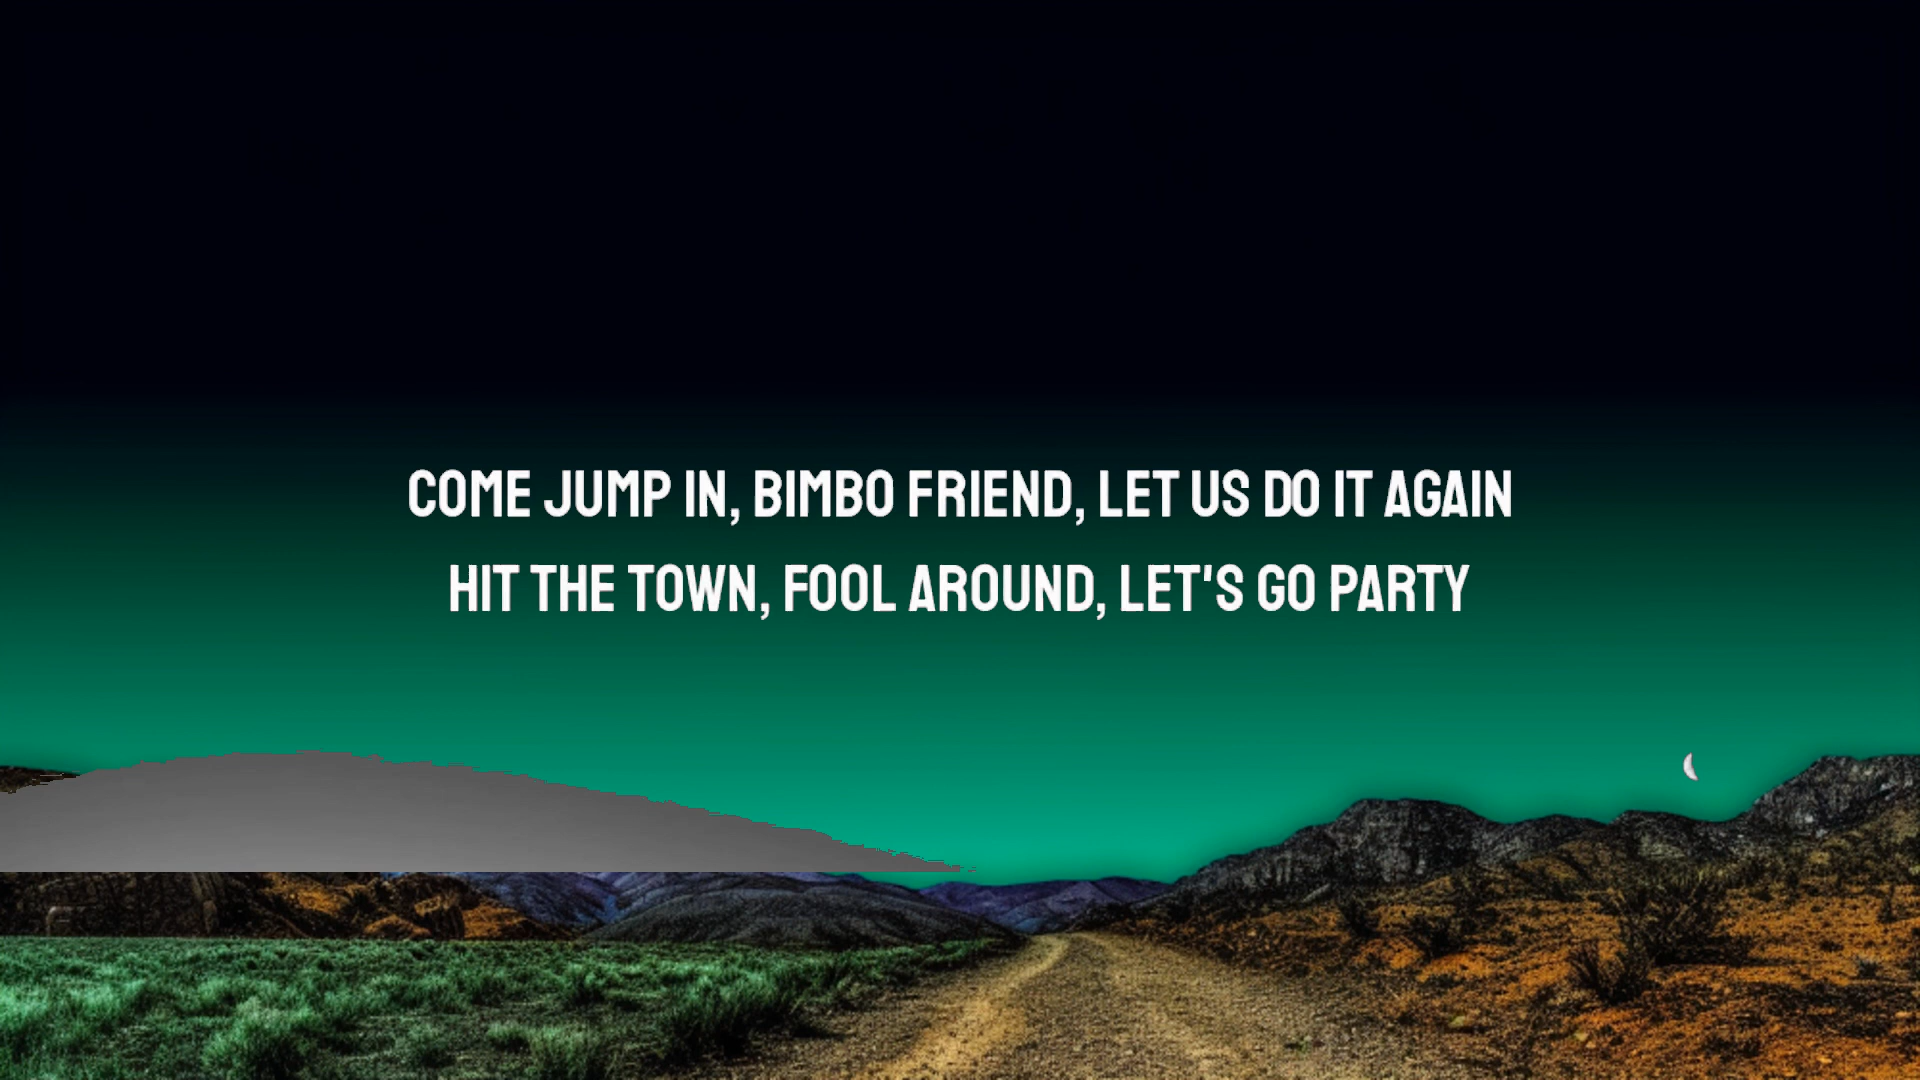 COME JUMP IN, BIMBO FRIEND, LET US DO IT AGAIN
HIT THE TOWN, FOOL AROUND, LET'S GO PARTY